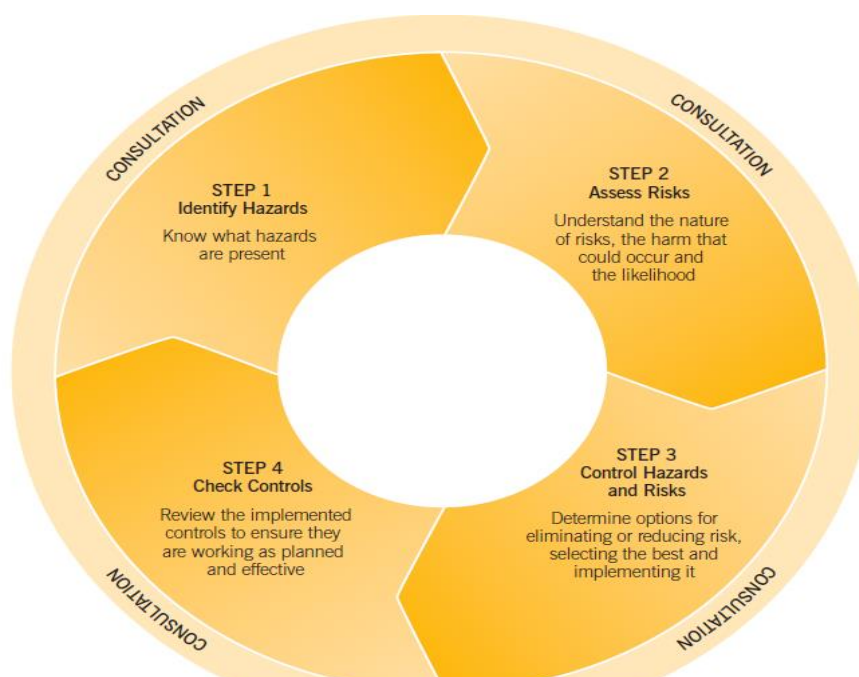 CONSULTATION
CONSULTATION
STEP 1
Identify Hazards
Know what hazards
are present
STEP 2
Assess Risks
Understand the nature
of risks, the harm that
could occur and
the likelihood
STEP 3
Control Hazards
and Risks
Determine options for
eliminating or reducing risk,
selecting the best and
implementing it
STEP 4
Check Controls
Review the implemented
controls to ensure they
are working as planned
and effective
CONSULTATION
CONSULTATION